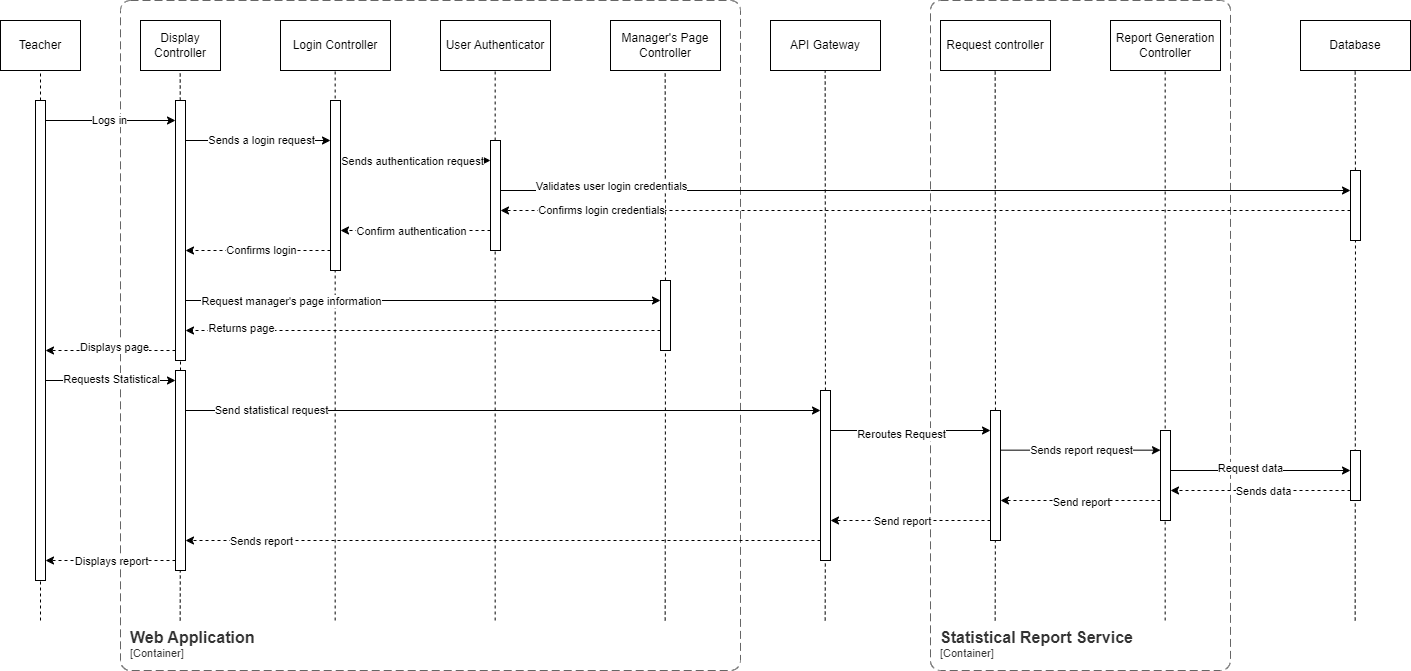 Teacher
Display
Controller
Login Controller
User Authenticator
Manager's Page
Controller
API Gateway
Request controller
Report Generation
Controller
Database
Logs in
Sends a login request
Sends authentication request
Validates user login credentials
Confirms login credentials
Confirm authentication
Confirms login
Request manager's page information
Returns page
Displays page
Requests Statistical
Send statistical request
Reroutes Request
Sends report request
Request data
Sends data
Send report
Send report
Sends report
Displays report
Web Application
[Container]
Statistical Report Service
[Container]